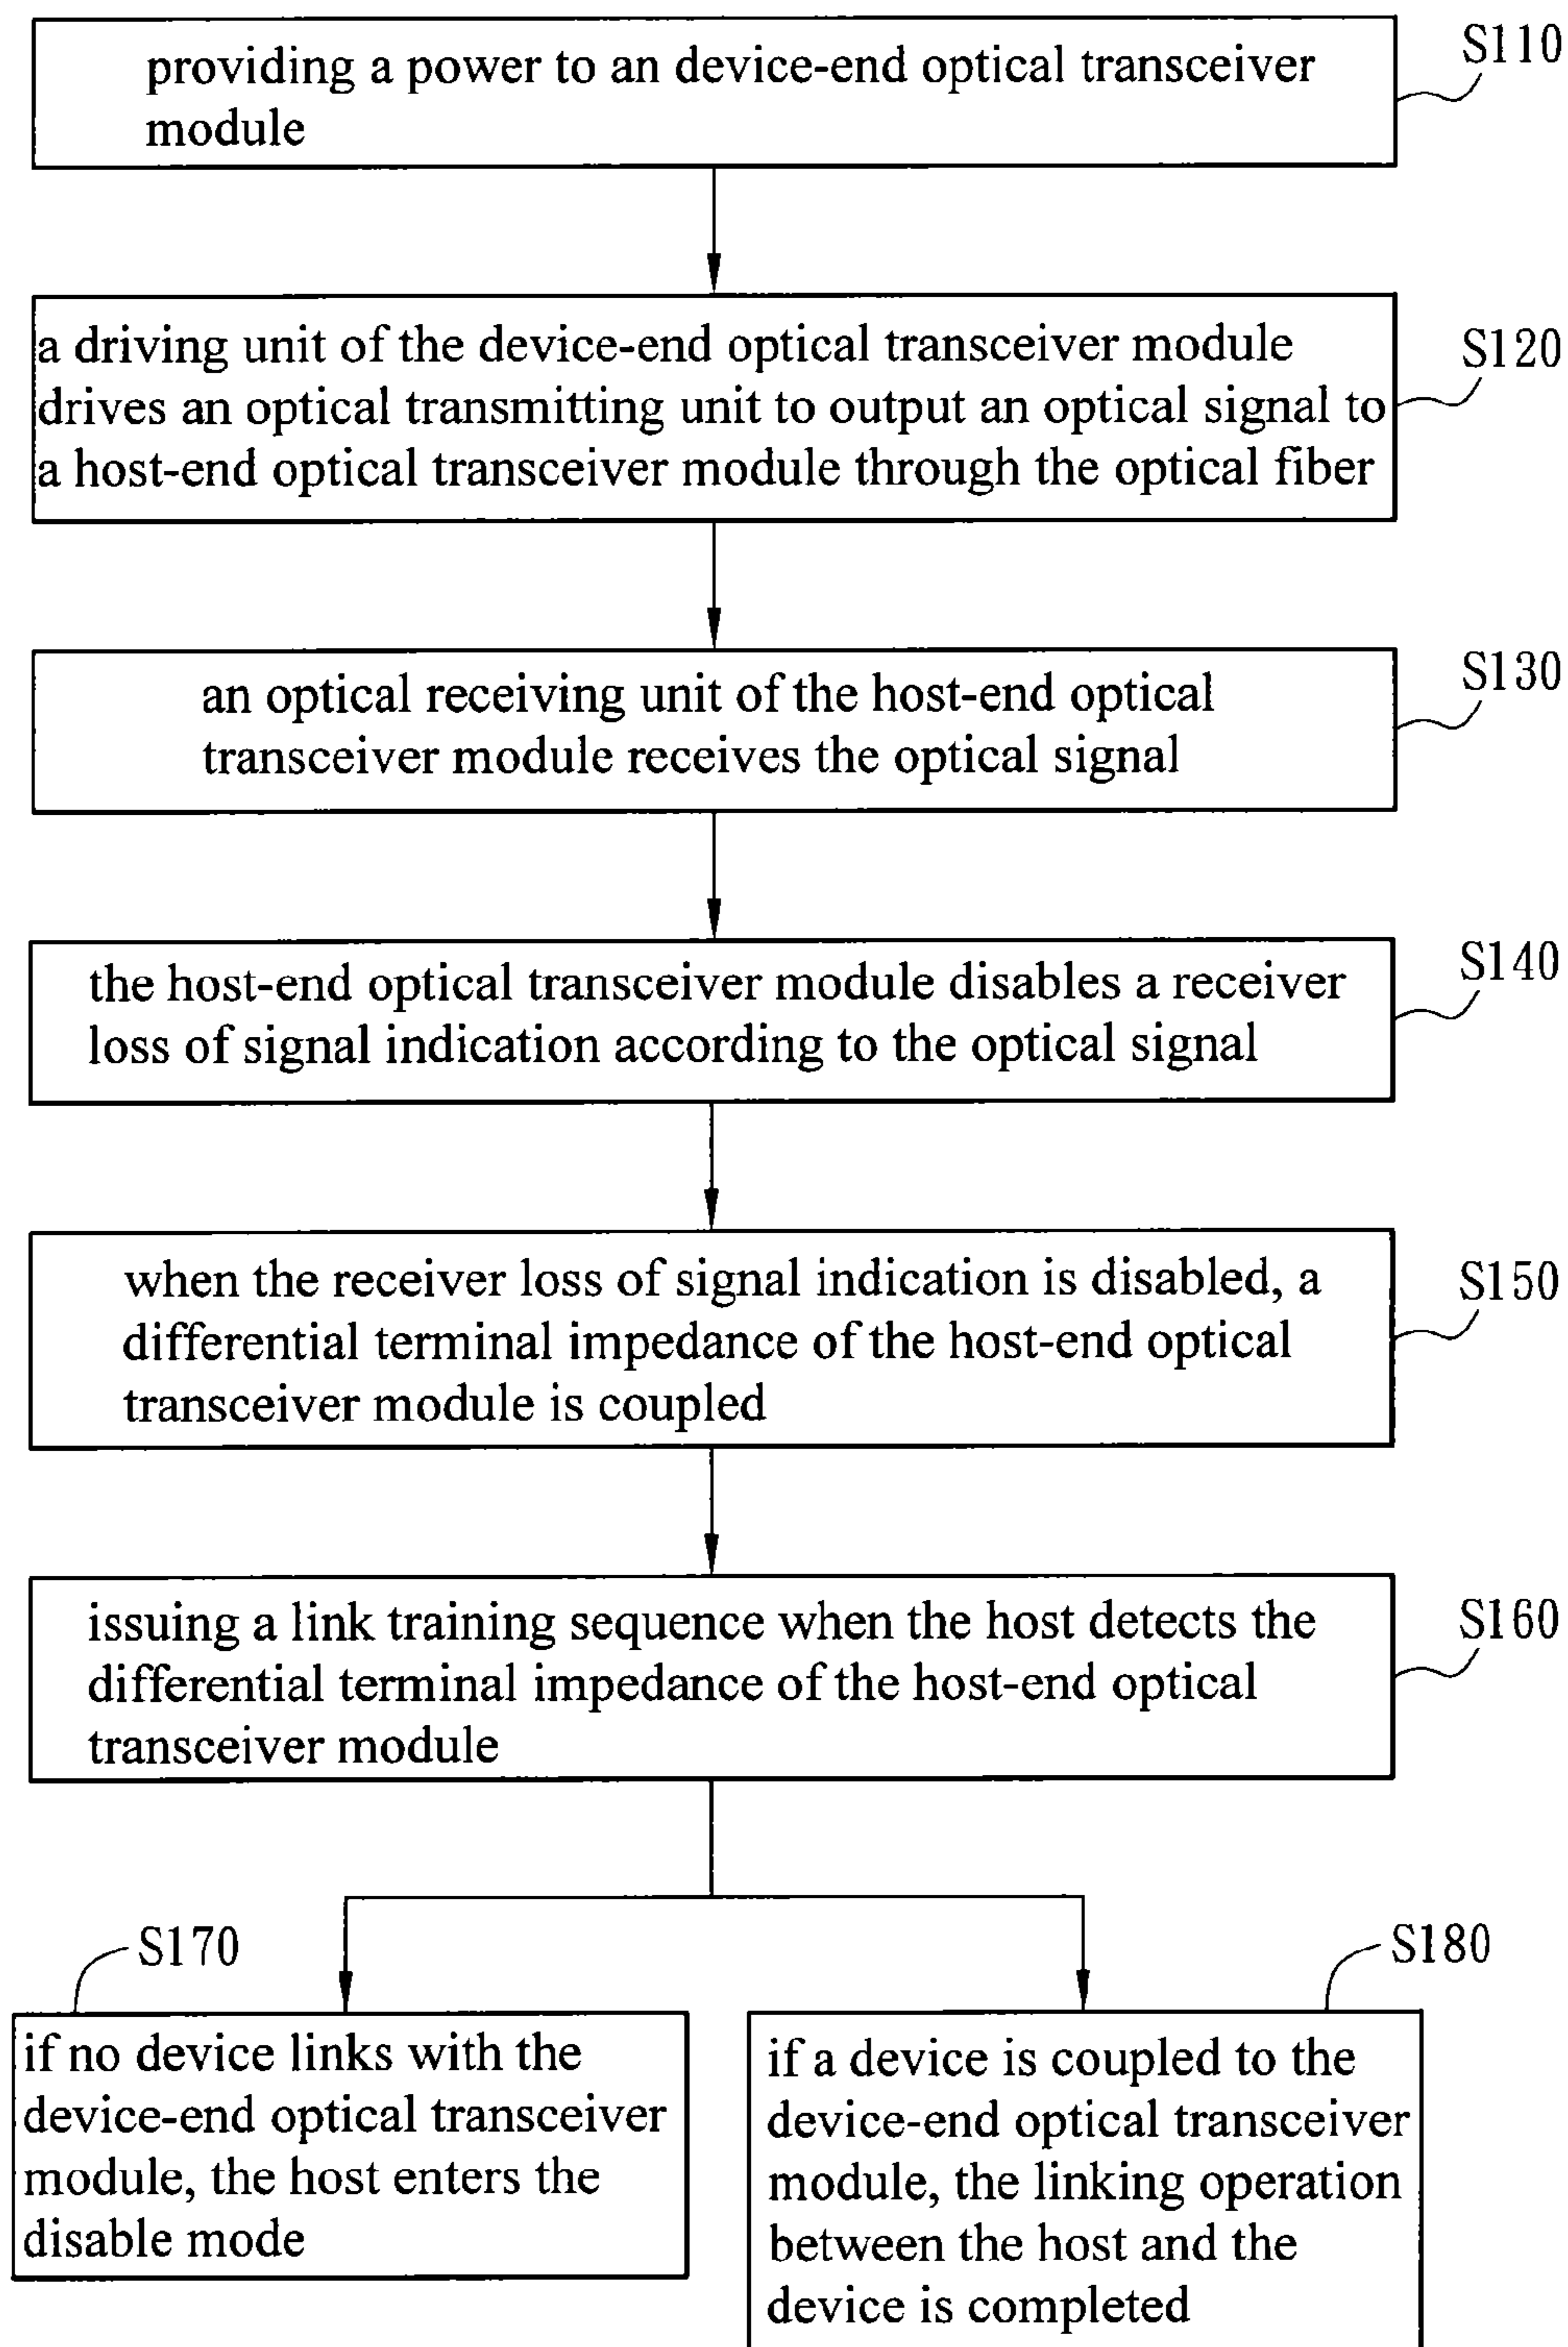 providing a power to an device-end optical transceiver
module
S110
a driving unit of the device-end optical transceiver module
drives an optical transmitting unit to output an optical signal to
a host-end optical transceiver module through the optical fiber
S120
an optical receiving unit of the host-end optical
transceiver module receives the optical signal
S130
the host-end optical transceiver module disables a receiver
loss of signal indication according to the optical signal
S140
when the receiver loss of signal indication is disabled, a
differential terminal impedance of the host-end optical
transceiver module is coupled
S150
issuing a link training sequence when the host detects the
differential terminal impedance of the host-end optical
transceiver module
S160
S170
if no device links with the
device-end optical transceiver
module, the host enters the
disable mode
S180
if a device is coupled to the
device-end optical transceiver
module, the linking operation
between the host and the
device is completed